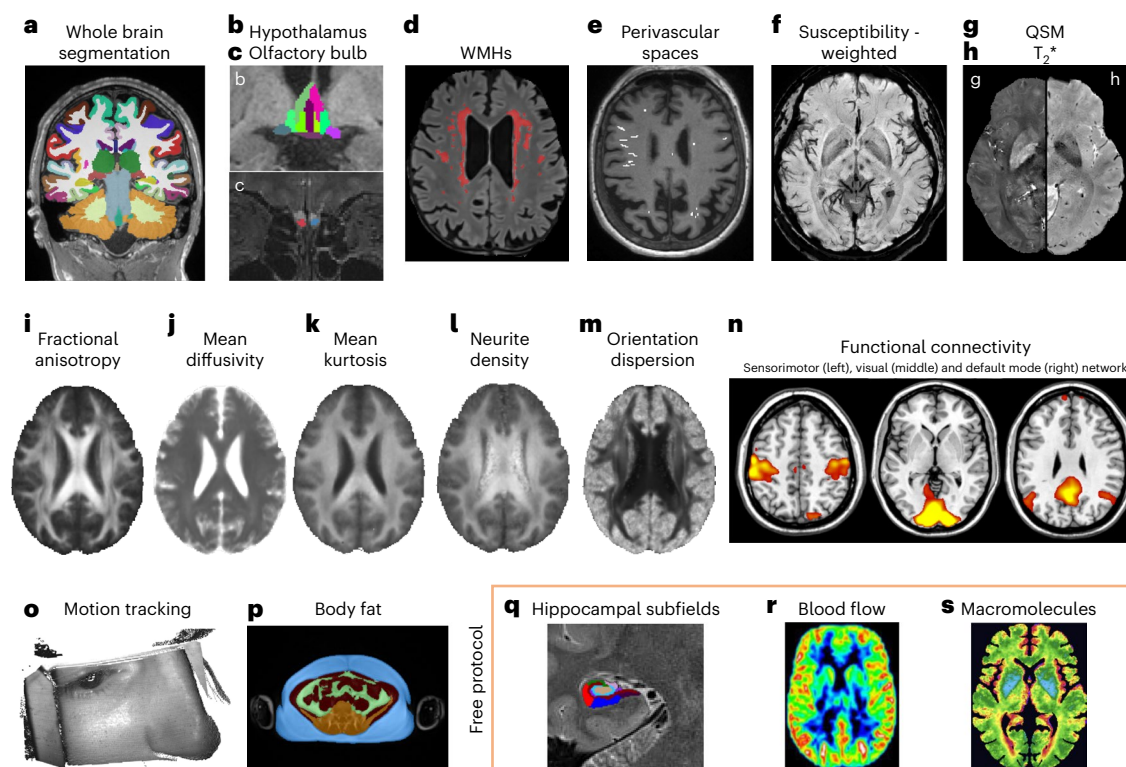 a Whole brain
segmentation
b Hypothalamus
c Olfactory bulb
b
c
d WMHs
e Perivascular
spaces
f Susceptibility -
weighted
g QSM
h T2*
g h
i Fractional
anisotropy
j Mean
diffusivity
k Mean
kurtosis
l Neurite
density
m Orientation
dispersion
n Functional connectivity
Sensorimotor (left), visual (middle) and default mode (right) network
o Motion tracking
p Body fat
Free protocol
q Hippocampal subfields
r Blood flow
s Macromolecules